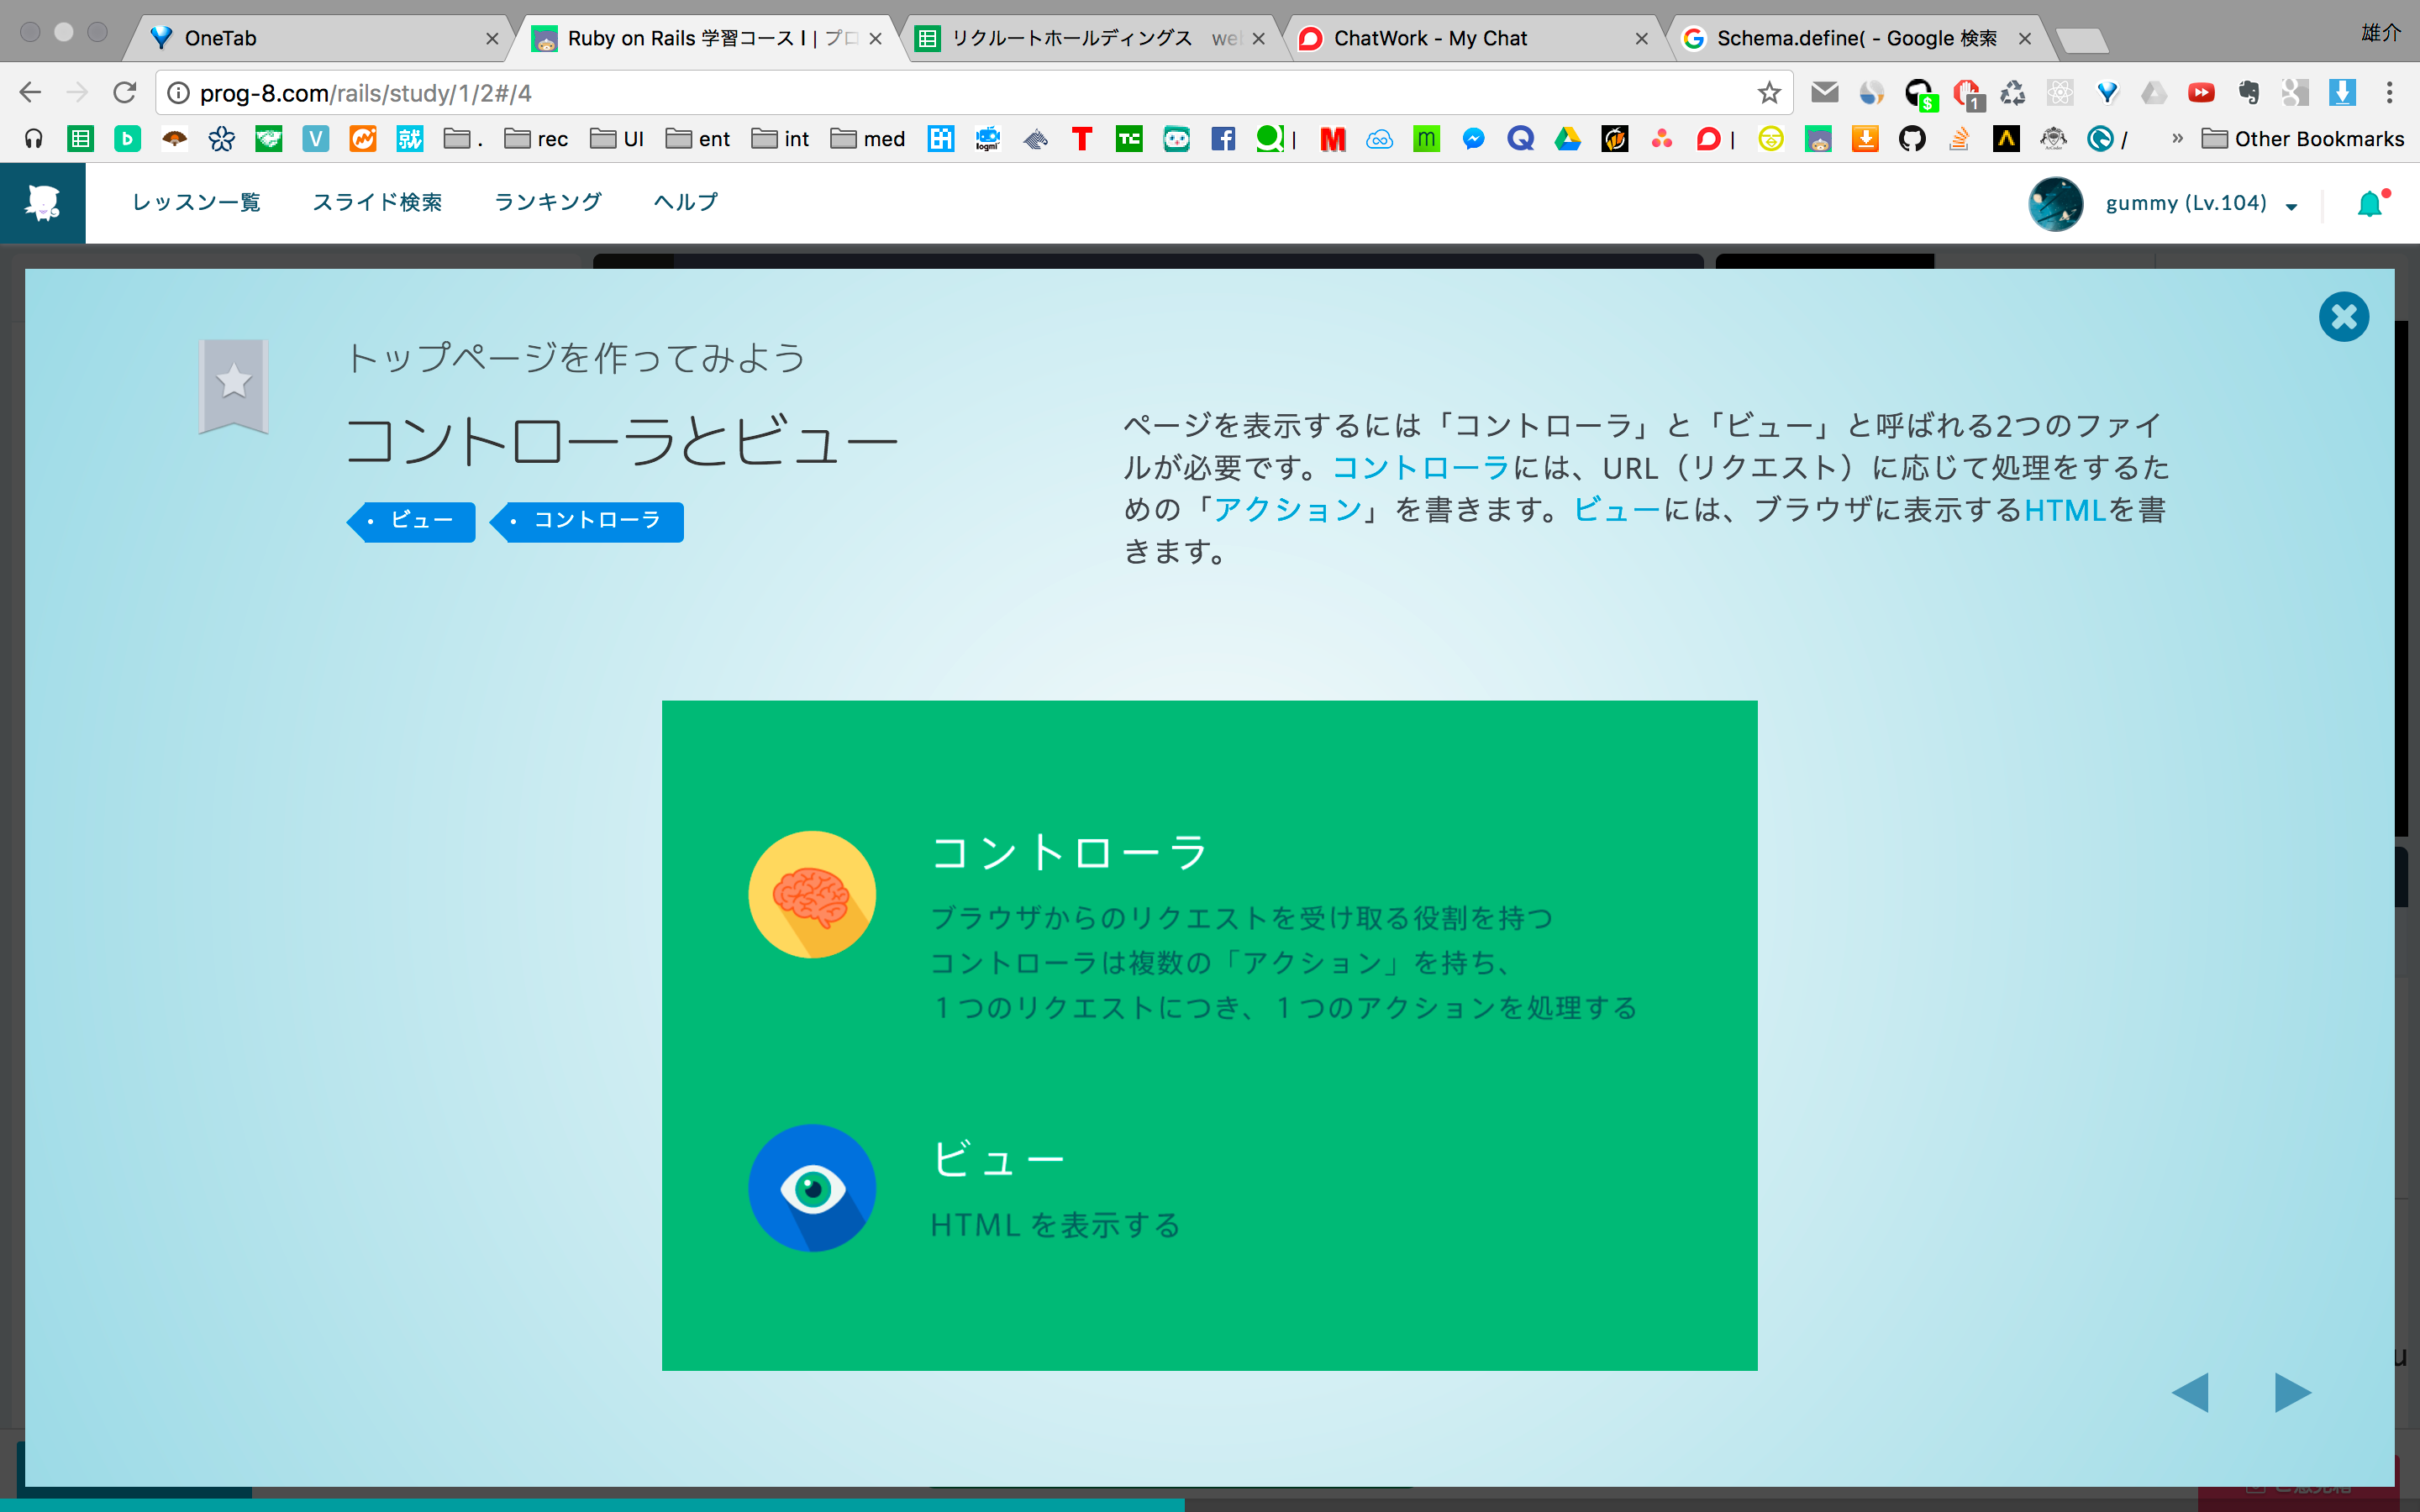 雄介
OneTab
Ruby on Rails 学習コース I | プロ
リクルートホールディングス we
ChatWork - My Chat
Schema.define( - Google 検索
prog-8.com/rails/study/1/2#/4
$
1
.
rec
UI
ent
int
med
|
|
/
»
Other Bookmarks
レッスン一覧
スライド検索
ランキング
ヘルプ
gummy (Lv.104)
トップページを作ってみよう
コントローラとビュー
• ビュー
• コントローラ
ページを表示するには「コントローラ」と「ビュー」と呼ばれる2つのファイ
ルが必要です。コントローラには、URL（リクエスト）に応じて処理をするた
めの「アクション」を書きます。ビューには、ブラウザに表示するHTMLを書
きます。
コントローラ
ブラウザからのリクエストを受け取る役割を持つ
コントローラは複数の「アクション」を持ち、
１つのリクエストにつき、１つのアクションを処理する
ビュー
HTML を表示する